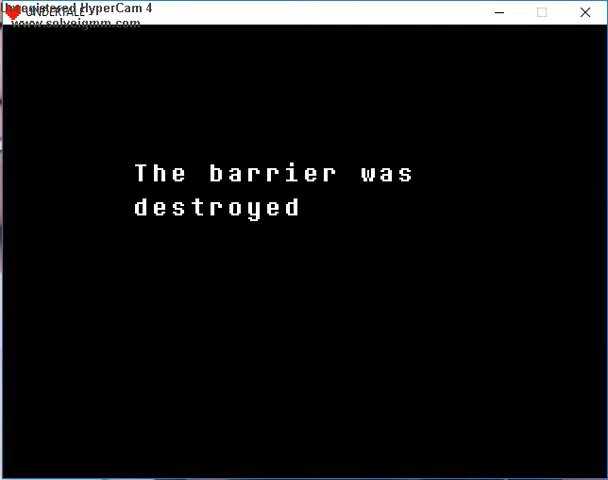 Unregistered HyperCam 4
UNDERTALE
www.solveigmm.com
The barrier was
destroyed